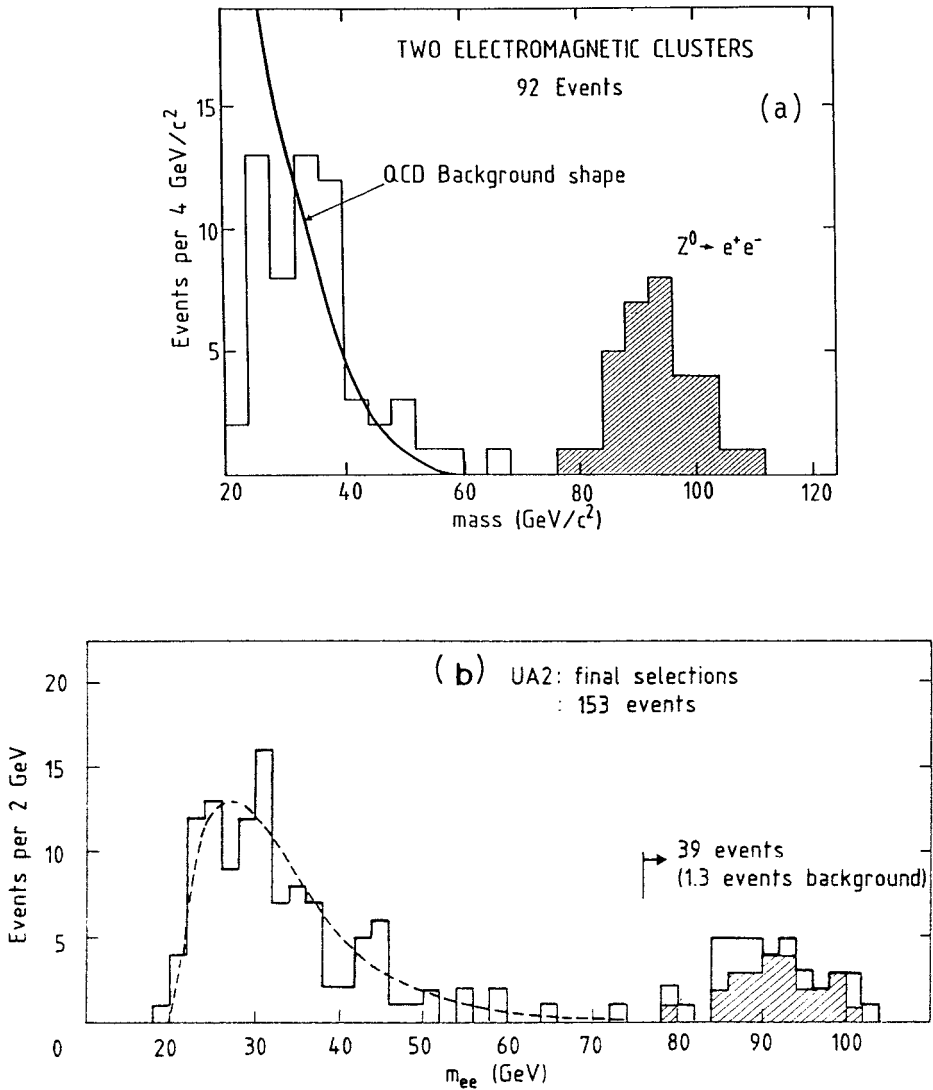 TWO ELECTROMAGNETIC CLUSTERS
92 Events
(a)
QCD Background shape
Z⁰→ e⁺e⁻
Events per 4 GeV/c²
15
10
5
20 40 60 80 100 120
mass (GeV/c²)
(b) UA2: final selections
: 153 events
39 events
(1.3 events background)
Events per 2 GeV
20
15
10
5
0 20 30 40 50 60 70 80 90 100
mₑₑ (GeV)